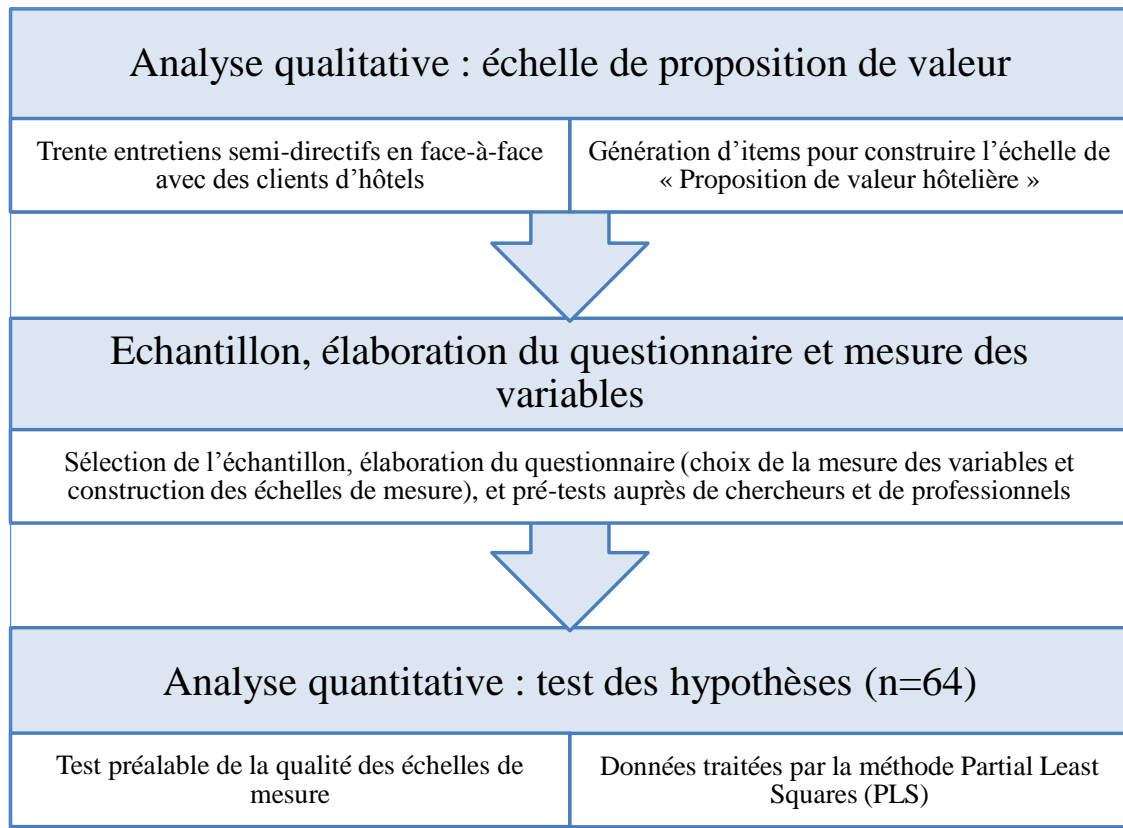 Analyse qualitative : échelle de proposition de valeur
Trente entretiens semi-directifs en face-à-face
avec des clients d’hôtels
Génération d’items pour construire l’échelle de
« Proposition de valeur hôtelière »
Echantillon, élaboration du questionnaire et mesure des
variables
Sélection de l’échantillon, élaboration du questionnaire (choix de la mesure des variables et
construction des échelles de mesure), et pré-tests auprès de chercheurs et de professionnels
Analyse quantitative : test des hypothèses (n=64)
Test préalable de la qualité des échelles de
mesure
Données traitées par la méthode Partial Least
Squares (PLS)